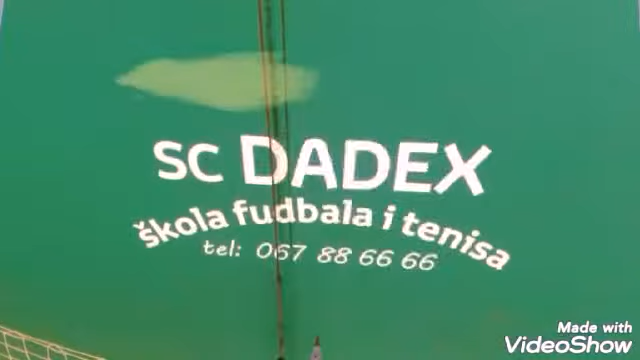 SC DADEX
škola fudbala i tenisa
tel: 067 88 66 66
Made with
VideoShow